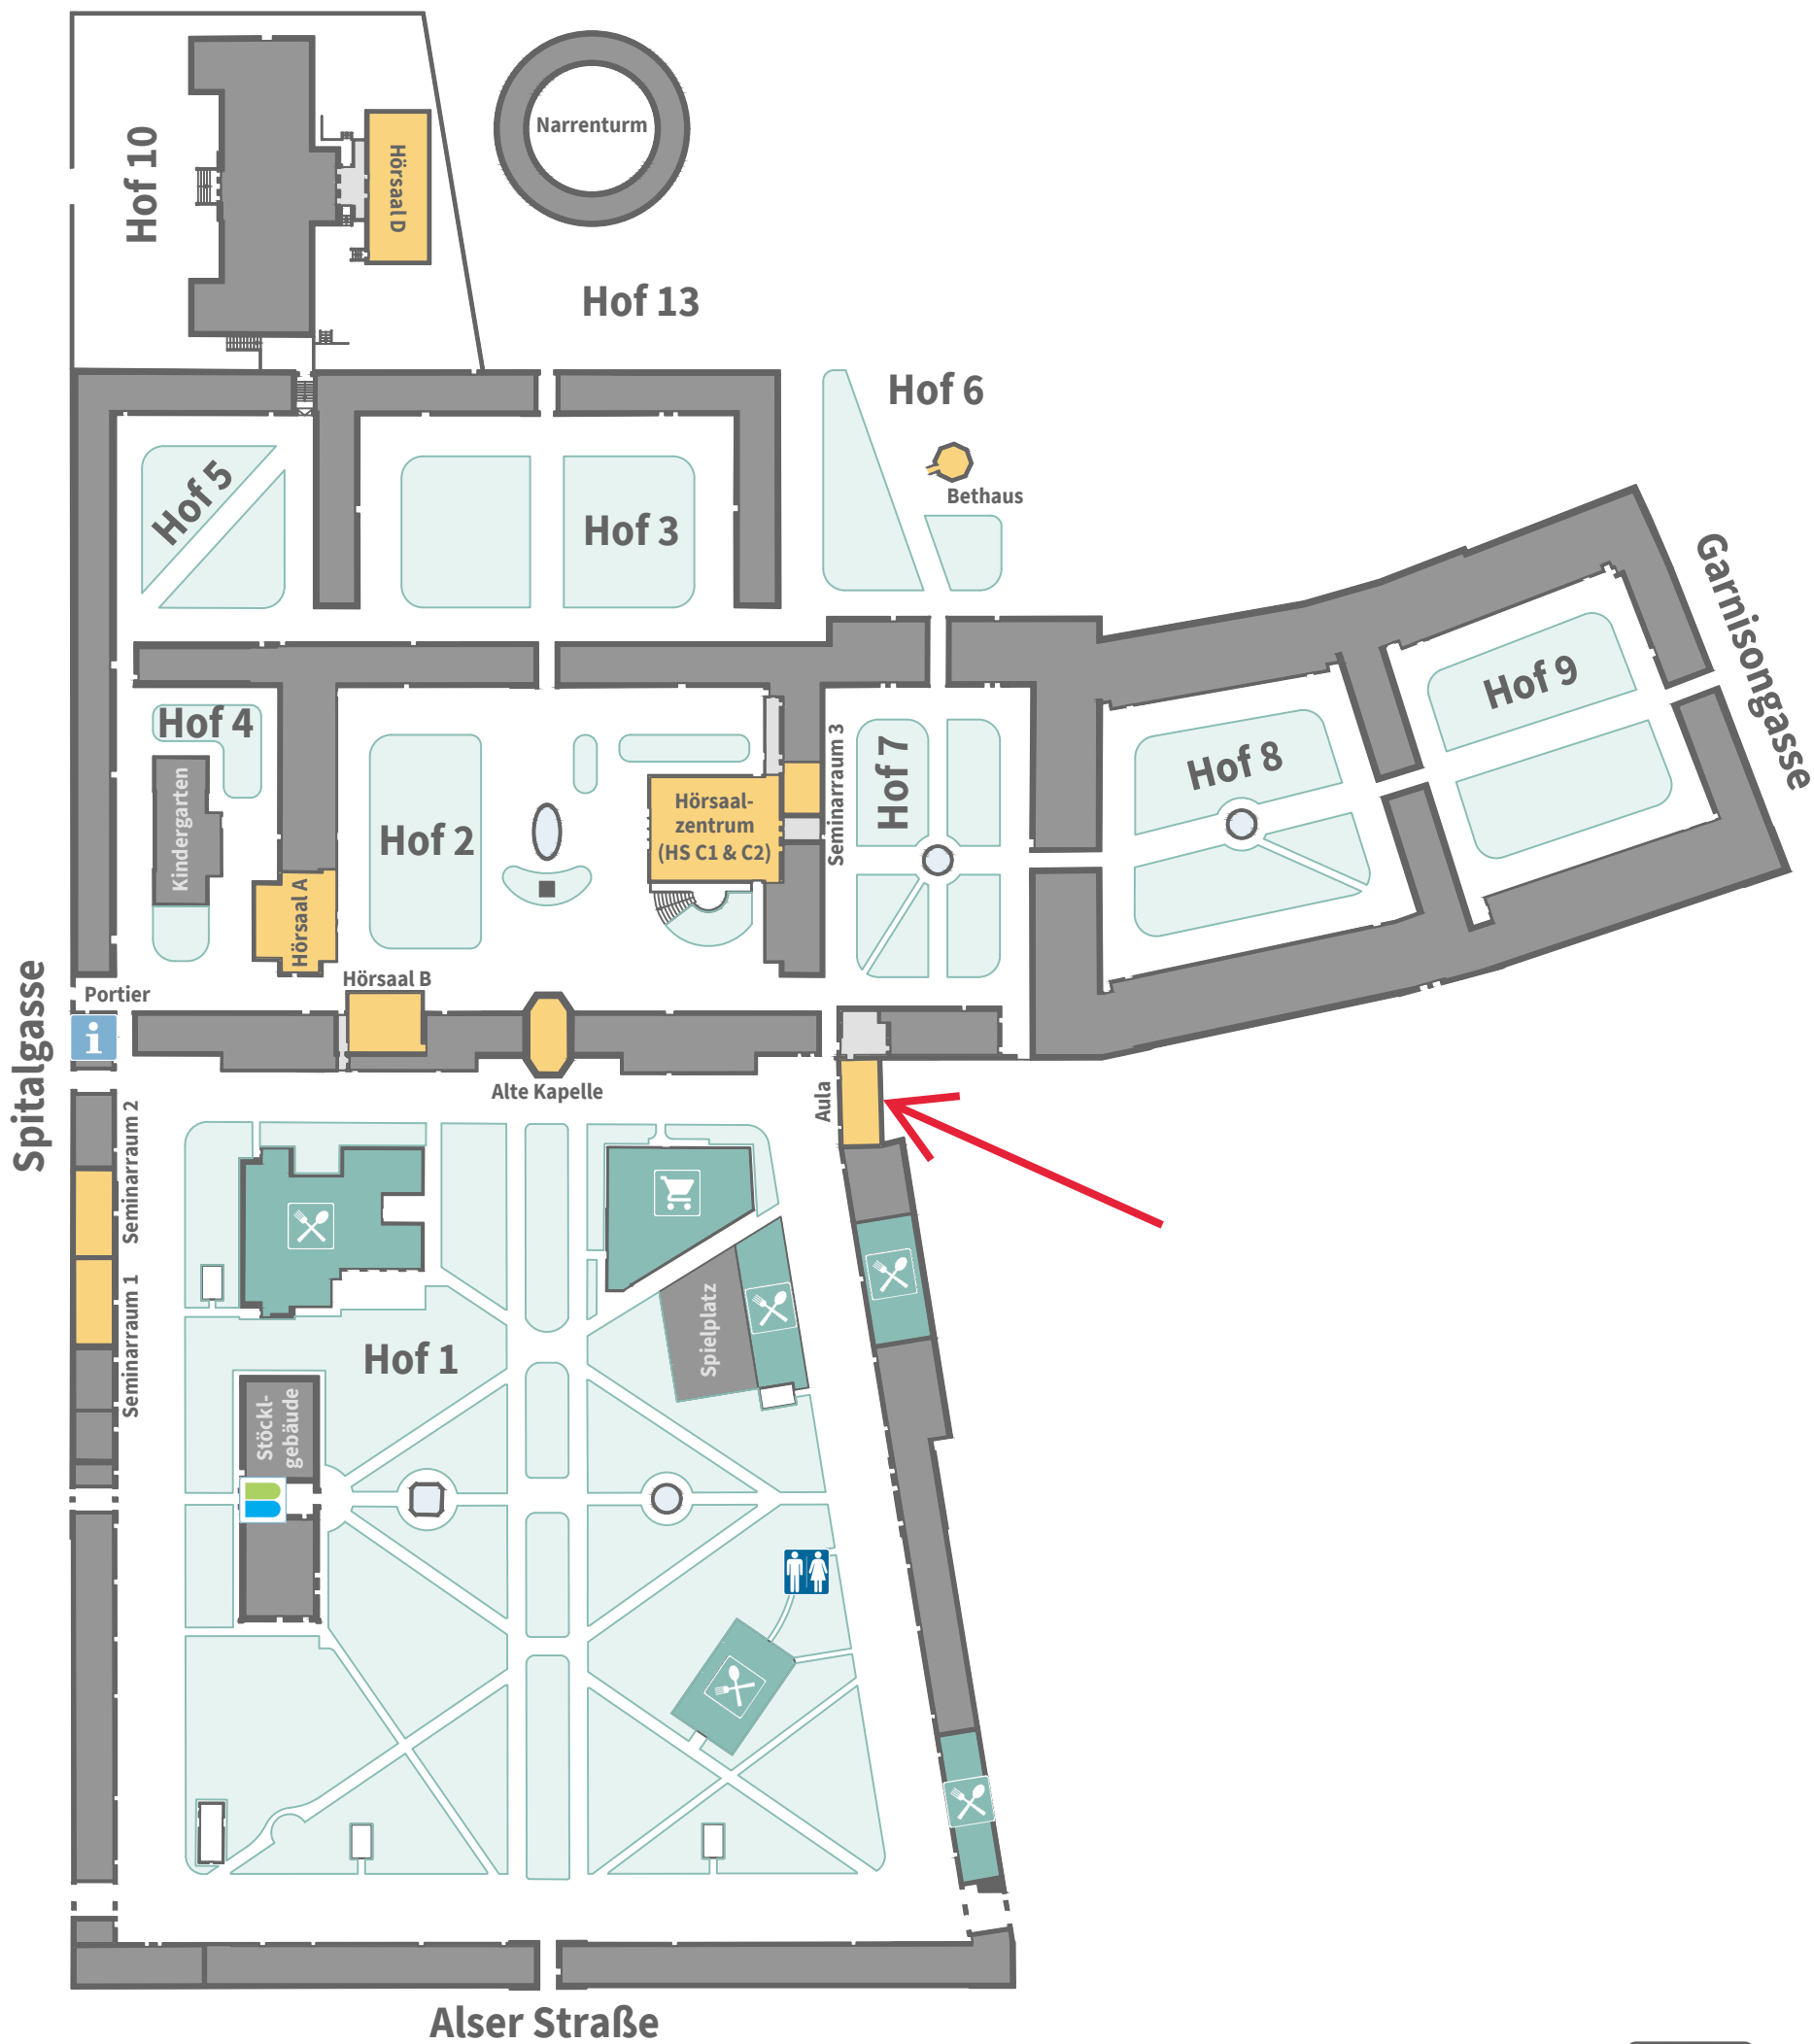 Narrenturm
Hof 10
Hörsaal D
Hof 13
Hof 6
Bethaus
Hof 5
Hof 3
Garnisongasse
Hof 9
Hof 4
Hof 7
Hof 8
Seminarraum 3
Kindergarten
Hof 2
Hörsaal-
zentrum
(HS C1 & C2)
Hörsaal A
Hörsaal B
Portier
i
Spitalgasse
Alte Kapelle
Aula
Seminarraum 2
Seminarraum 1
Spielplatz
Hof 1
Stöckl-
gebäude
Alser Straße